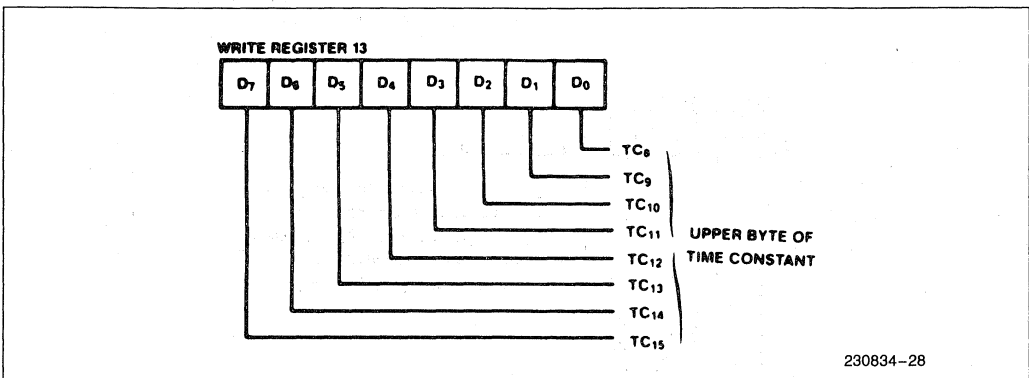 WRITE REGISTER 13
D₇ D₆ D₅ D₄ D₃ D₂ D₁ D₀
TC₈
TC₉
TC₁₀
TC₁₁
UPPER BYTE OF
TC₁₂
TIME CONSTANT
TC₁₃
TC₁₄
TC₁₅
230834–28